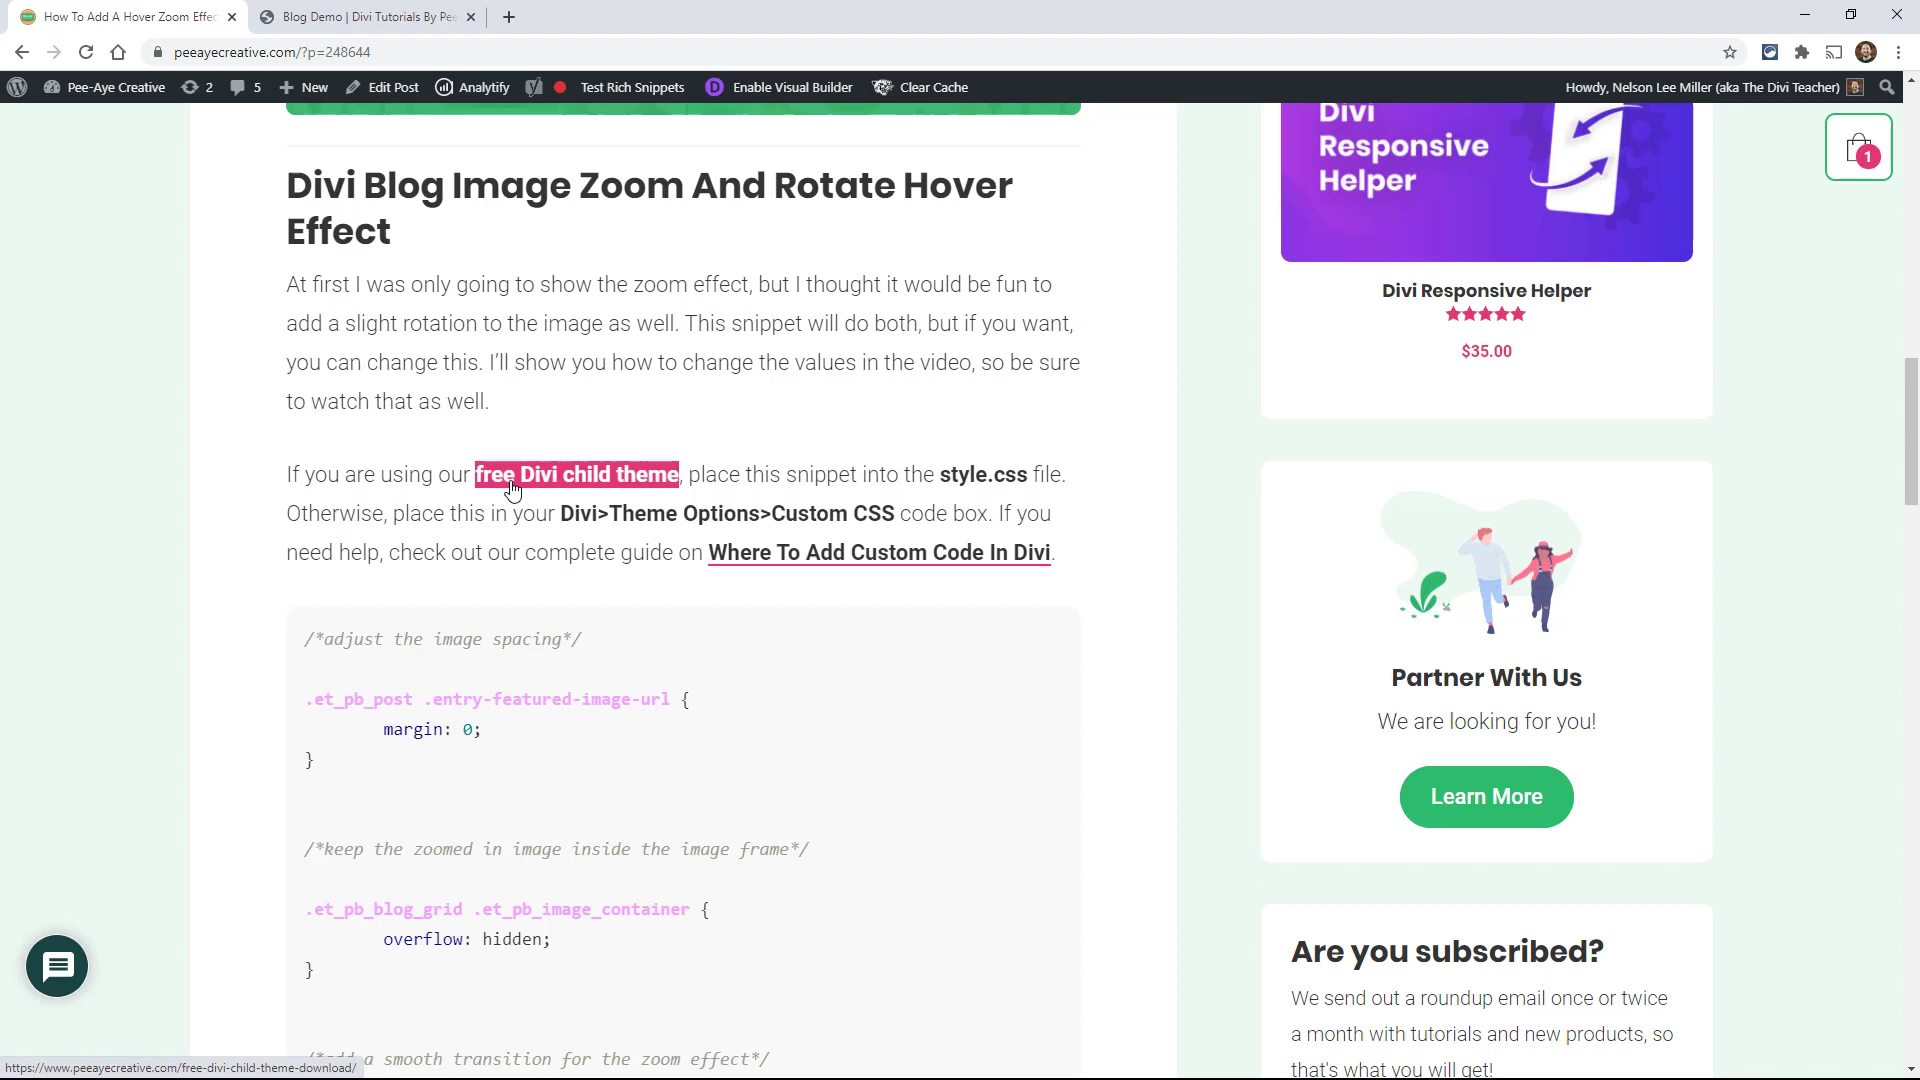 How To Add A Hover Zoom Effec
Blog Demo | Divi Tutorials By Pee
peeayecreative.com/?p=248644
Pee-Aye Creative
2
5
New
Edit Post
Analytify
Test Rich Snippets
Enable Visual Builder
Clear Cache
Howdy, Nelson Lee Miller (aka The Divi Teacher)
Divi Blog Image Zoom And Rotate Hover
Effect
At first I was only going to show the zoom effect, but I thought it would be fun to
add a slight rotation to the image as well. This snippet will do both, but if you want,
you can change this. I’ll show you how to change the values in the video, so be sure
to watch that as well.
If you are using our free Divi child theme, place this snippet into the style.css file.
Otherwise, place this in your Divi>Theme Options>Custom CSS code box. If you
need help, check out our complete guide on Where To Add Custom Code In Divi.
/*adjust the image spacing*/
.et_pb_post .entry-featured-image-url {
margin: 0;
}
/*keep the zoomed in image inside the image frame*/
.et_pb_blog_grid .et_pb_image_container {
overflow: hidden;
}
/*add a smooth transition for the zoom effect*/
https://www.peeayecreative.com/free-divi-child-theme-download/
Divi
Responsive
Helper
1
Divi Responsive Helper
$35.00
Partner With Us
We are looking for you!
Learn More
Are you subscribed?
We send out a roundup email once or twice
a month with tutorials and new products, so
that's what you will get!